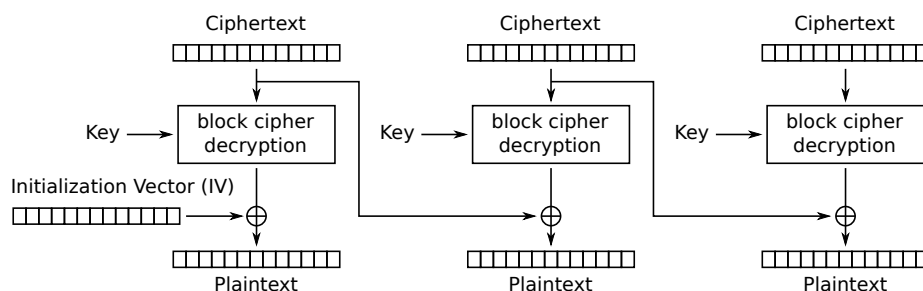 Ciphertext
Ciphertext
Ciphertext
Key
block cipher
decryption
Key
block cipher
decryption
Key
block cipher
decryption
Initialization Vector (IV)
Plaintext
Plaintext
Plaintext